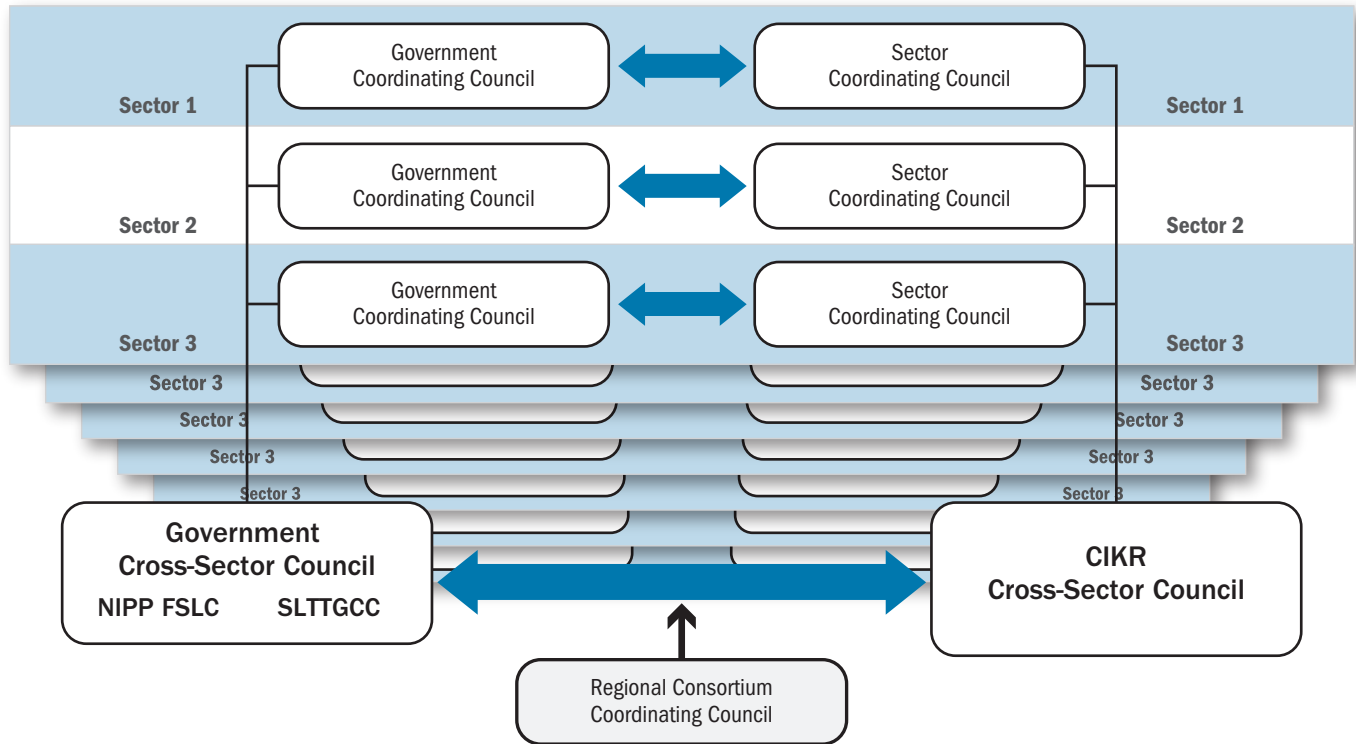 Government
Coordinating Council
Sector
Coordinating Council
Sector 1
Sector 1
Government
Coordinating Council
Sector
Coordinating Council
Sector 2
Sector 2
Government
Coordinating Council
Sector
Coordinating Council
Sector 3
Sector 3
Sector 3
Sector 3
Sector 3
Sector 3
Sector 3
Sector 3
Sector 3
Sector 3
Government
Cross-Sector Council
NIPP FSLC SLTTGCC
CIKR
Cross-Sector Council
Regional Consortium
Coordinating Council